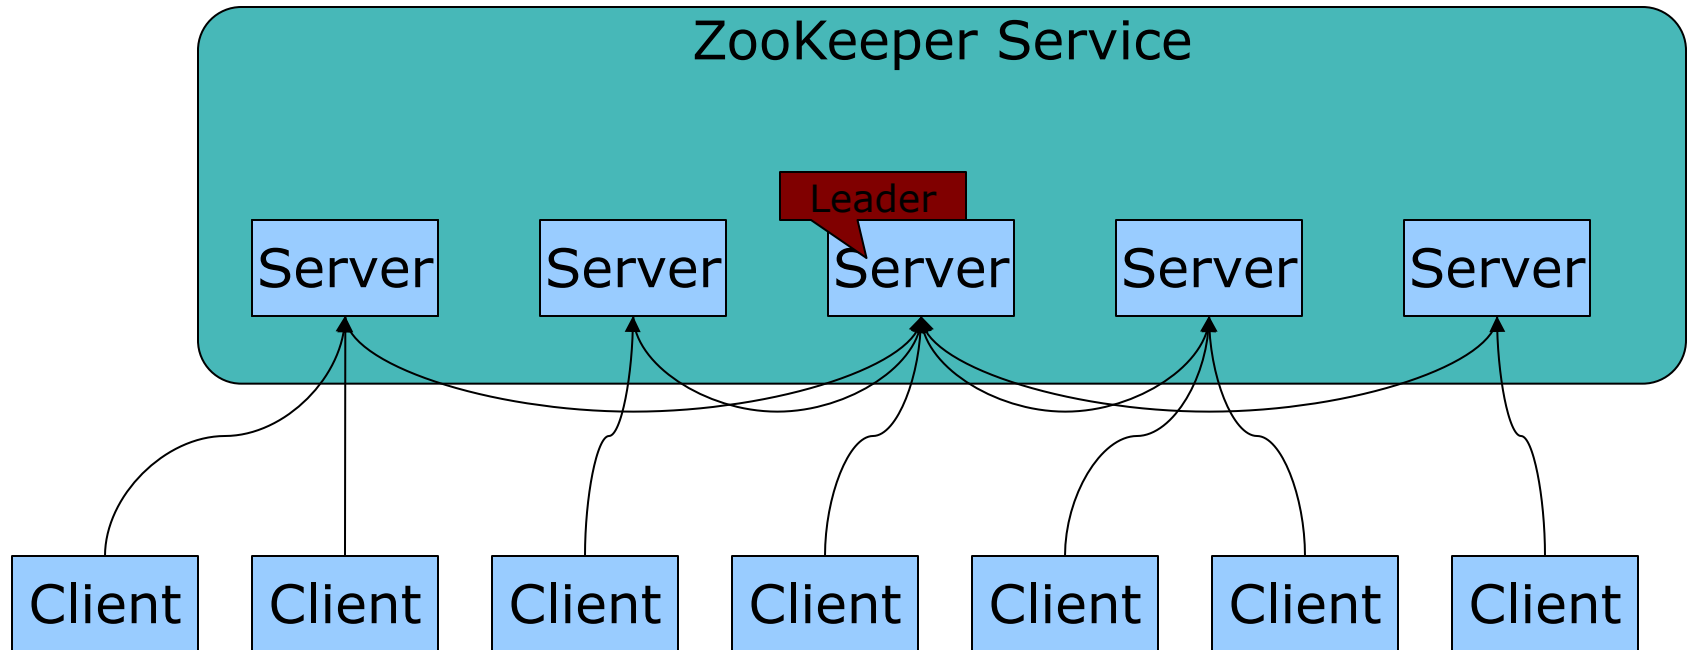 ZooKeeper Service
Leader
Server
Server
Server
Server
Server
Client
Client
Client
Client
Client
Client
Client